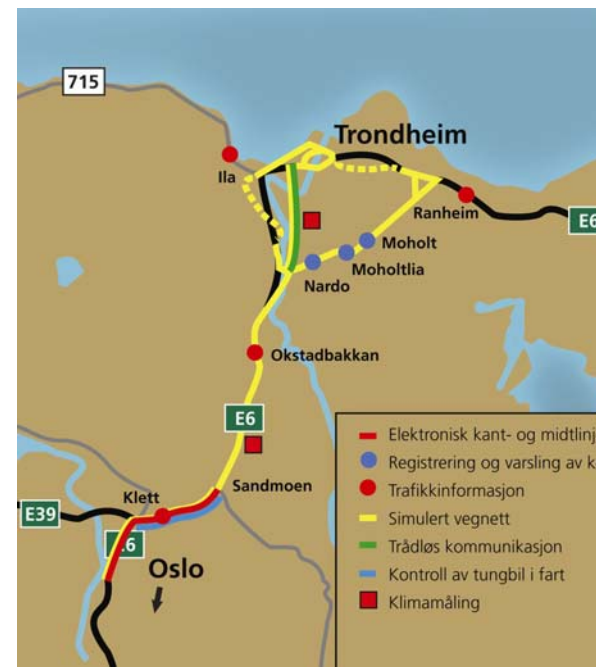 715
Trondheim
Ila
Ranheim
E6
Moholt
Moholtlia
Nardo
Okstadbakkan
E6
Sandmoen
Klett
E39
Oslo
Elektronisk kant- og midtlinj
Registrering og varsling av k
Trafikkinformasjon
Simulert vegnett
Trådløs kommunikasjon
Kontroll av tungbil i fart
Klimamåling